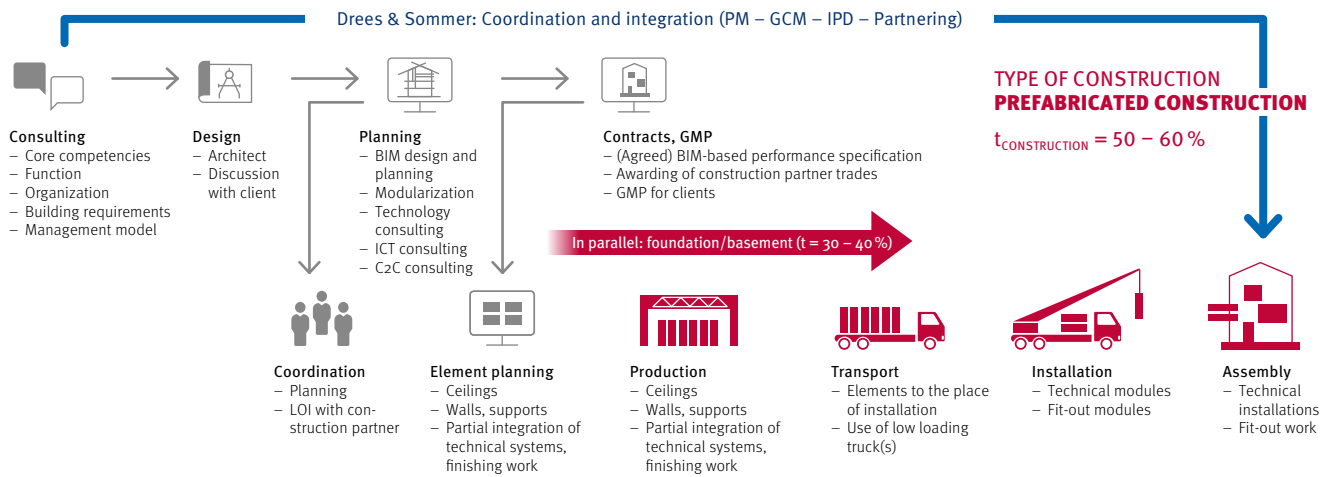 Drees & Sommer: Coordination and integration (PM – GCM – IPD – Partnering)
TYPE OF CONSTRUCTION
PREFABRICATED CONSTRUCTION
tCONSTRUCTION = 50 – 60 %
Consulting
– Core competencies
– Function
– Organization
– Building requirements
– Management model
Design
– Architect
– Discussion
with client
Planning
– BIM design and
planning
– Modularization
– Technology
consulting
– ICT consulting
– C2C consulting
Contracts, GMP
– (Agreed) BIM-based performance specification
– Awarding of construction partner trades
– GMP for clients
In parallel: foundation/basement (t = 30 – 40 %)
Coordination
– Planning
– LOI with con-
struction partner
Element planning
– Ceilings
– Walls, supports
– Partial integration of
technical systems,
finishing work
Production
– Ceilings
– Walls, supports
– Partial integration of
technical systems,
finishing work
Transport
– Elements to the place
of installation
– Use of low loading
truck(s)
Installation
– Technical modules
– Fit-out modules
Assembly
– Technical
installations
– Fit-out work